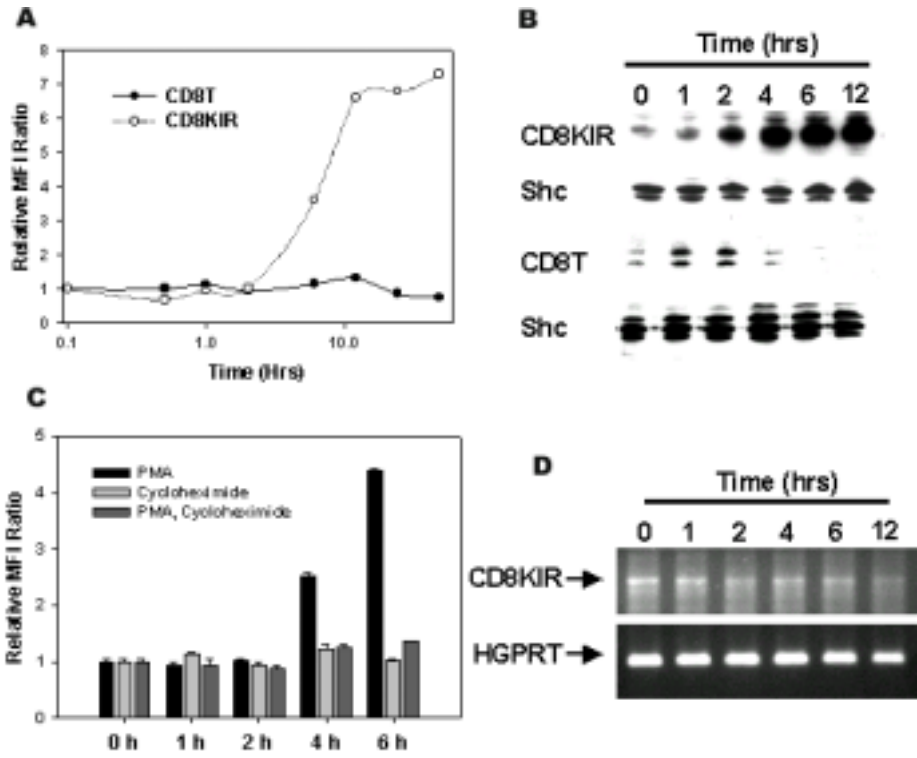 A
8
7
6
5
4
3
2
1
0
Relative MFI Ratio
CD8T
CD8KIR
0.1 1.0 10.0
Time (Hrs)
B
Time (hrs)
0 1 2 4 6 12
CD8KIR
Shc
CD8T
Shc
C
5
4
3
2
1
0
Relative MFI Ratio
PMA
Cycloheximide
PMA, Cycloheximide
0 h 1 h 2 h 4 h 6 h
D
Time (hrs)
0 1 2 4 6 12
CD8KIR
HGPRT